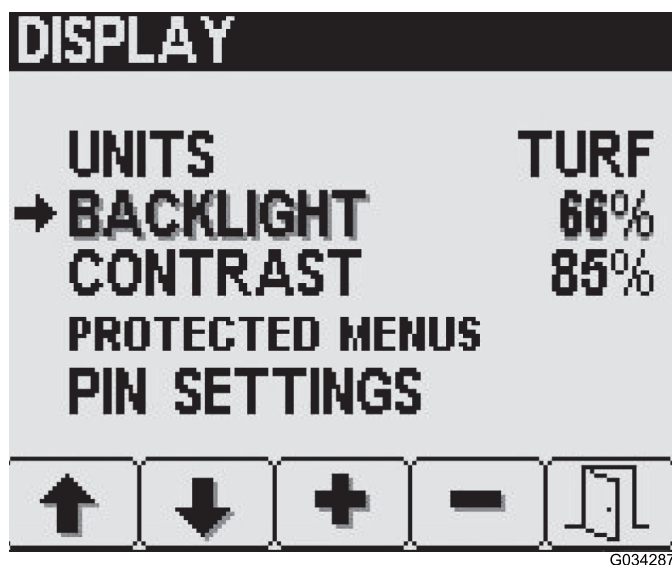 DISPLAY
UNITS TURF
BACKLIGHT 66%
CONTRAST 85%
PROTECTED MENUS
PIN SETTINGS
G034287